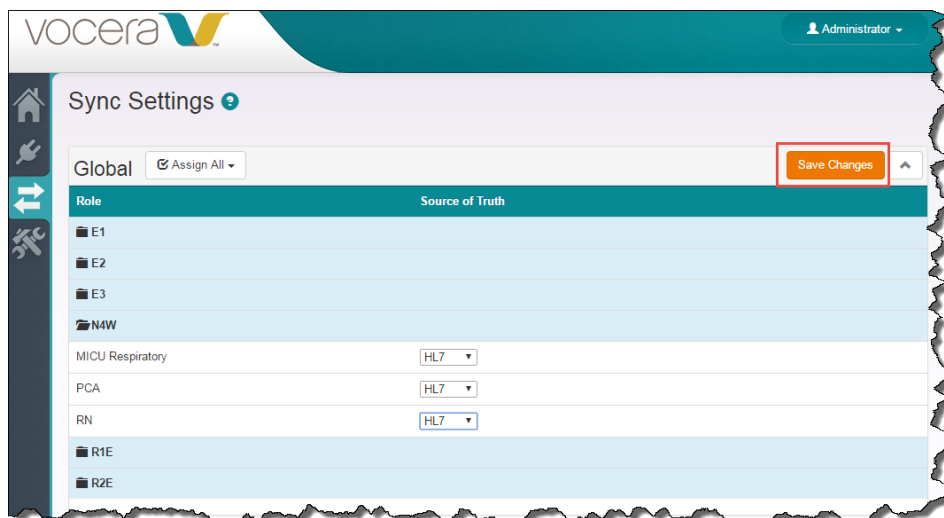 vocera
Administrator
Sync Settings ?
Global Assign All Save Changes
Role Source of Truth
E1
E2
E3
N4W
MICU Respiratory HL7
PCA HL7
RN HL7
R1E
R2E